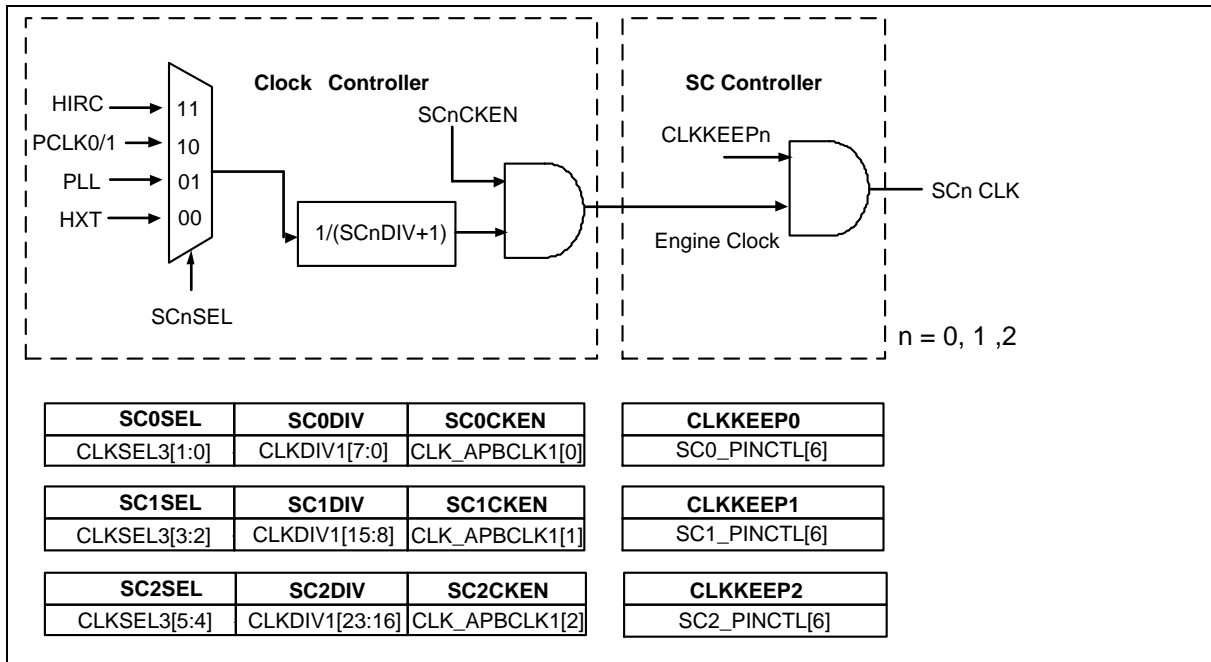 Clock Controller
SC Controller
HIRC
11
SCnCKEN
CLKKEEPn
PCLK0/1
10
PLL
01
SCn CLK
HXT
00
1/(SCnDIV+1)
Engine Clock
SCnSEL
n = 0, 1 ,2
SC0SEL SC0DIV SC0CKEN CLKKEEP0
CLKSEL3[1:0] CLKDIV1[7:0] CLK_APBCLK1[0] SC0_PINCTL[6]
SC1SEL SC1DIV SC1CKEN CLKKEEP1
CLKSEL3[3:2] CLKDIV1[15:8] CLK_APBCLK1[1] SC1_PINCTL[6]
SC2SEL SC2DIV SC2CKEN CLKKEEP2
CLKSEL3[5:4] CLKDIV1[23:16] CLK_APBCLK1[2] SC2_PINCTL[6]